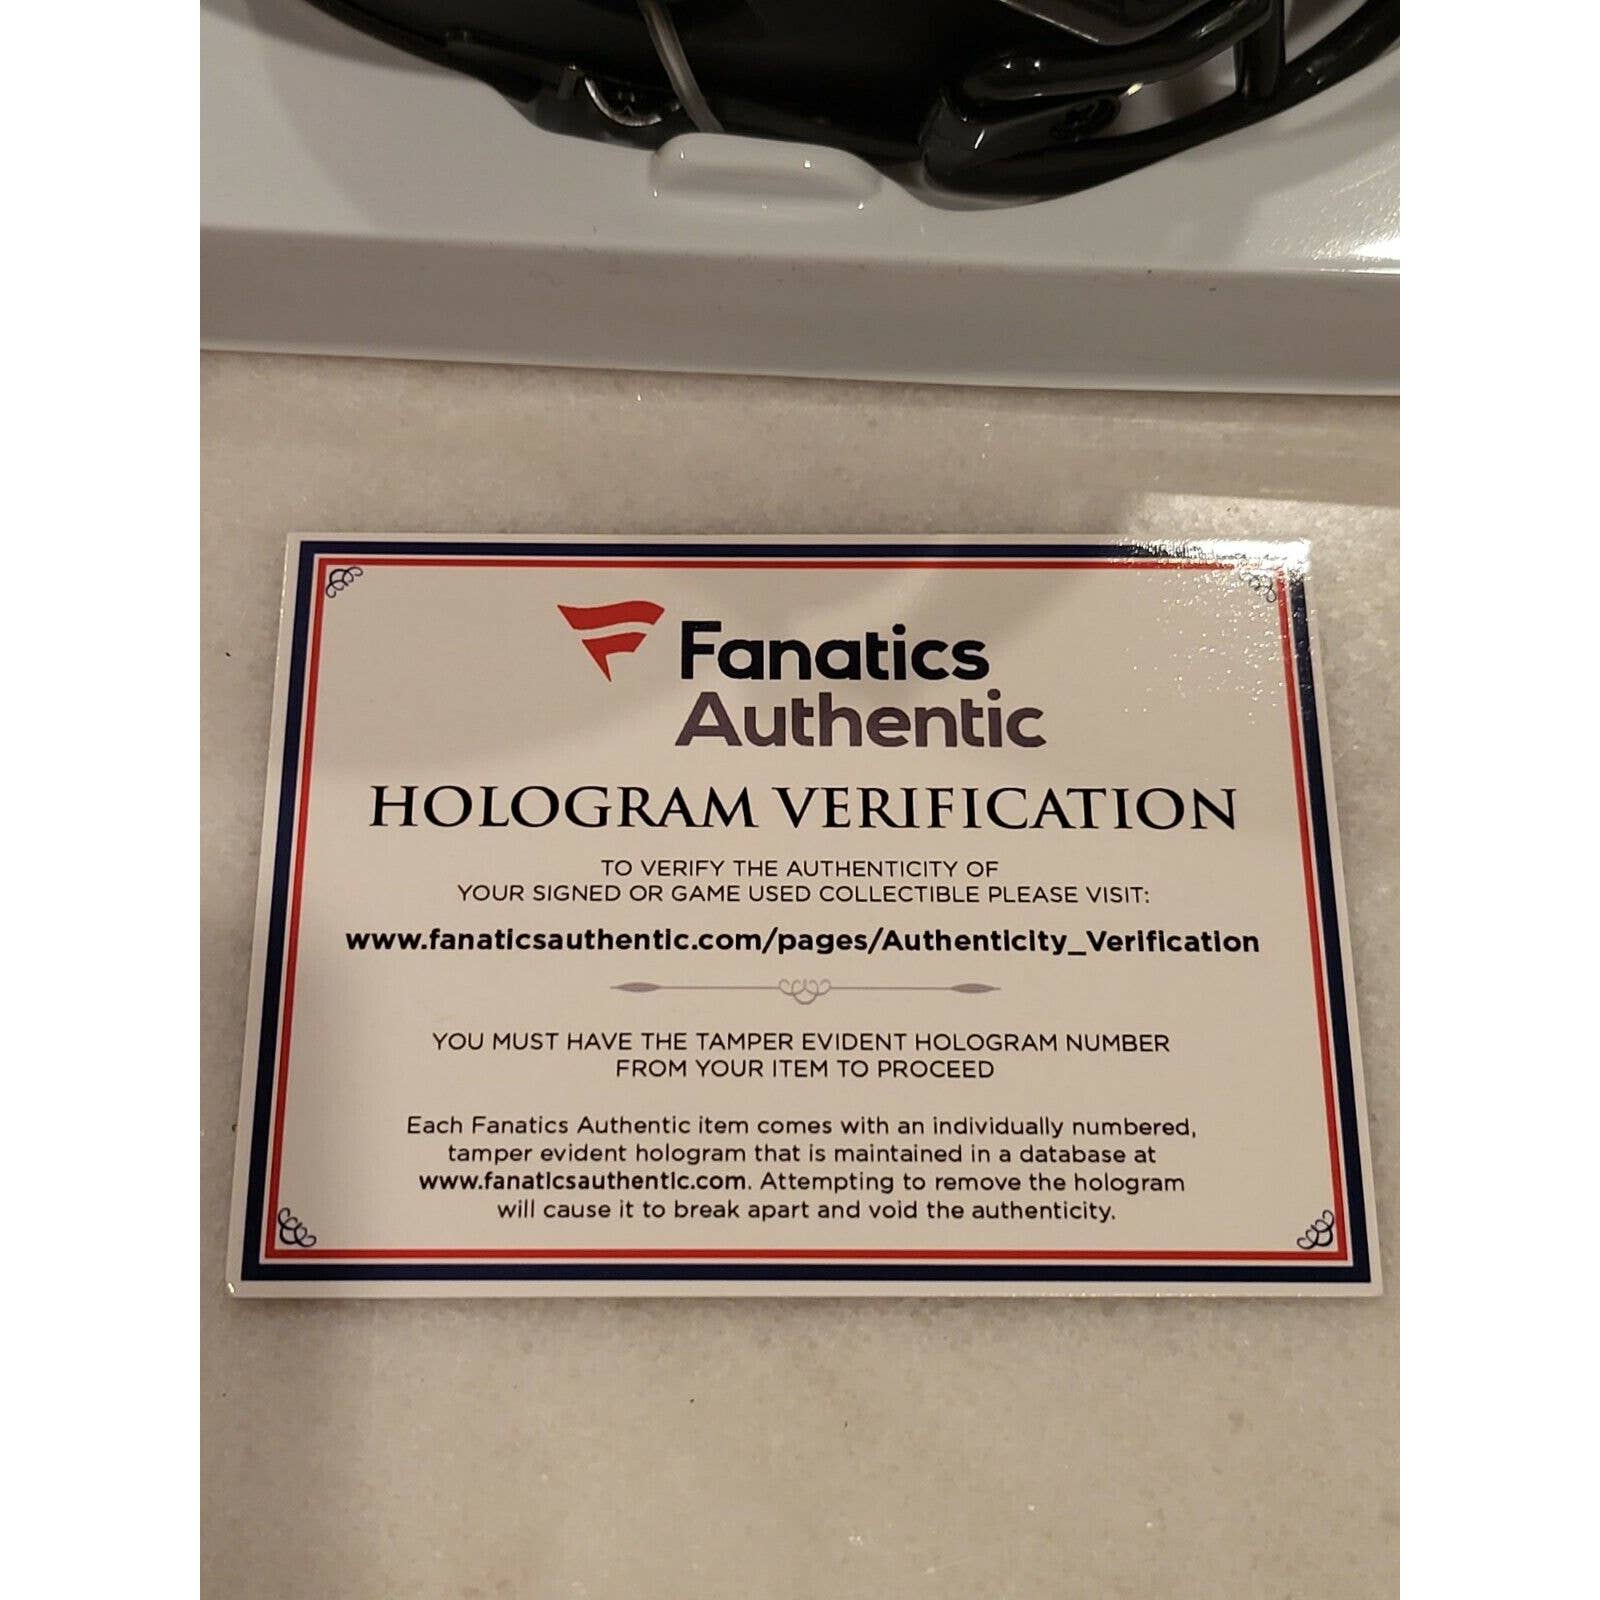 Fanatics
Authentic
HOLOGRAM VERIFICATION
TO VERIFY THE AUTHENTICITY OF
YOUR SIGNED OR GAME USED COLLECTIBLE PLEASE VISIT:
www.fanaticsauthentic.com/pages/Authenticity_Verification
YOU MUST HAVE THE TAMPER EVIDENT HOLOGRAM NUMBER
FROM YOUR ITEM TO PROCEED
Each Fanatics Authentic item comes with an individually numbered,
tamper evident hologram that is maintained in a database at
www.fanaticsauthentic.com. Attempting to remove the hologram
will cause it to break apart and void the authenticity.